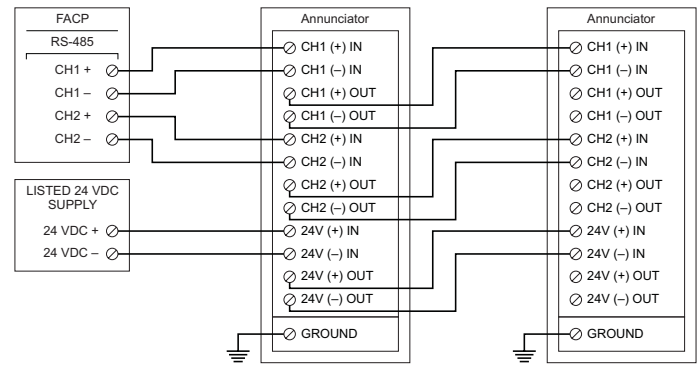 FACP
RS-485
CH1 +
CH1 –
CH2 +
CH2 –
LISTED 24 VDC
SUPPLY
24 VDC +
24 VDC –
Annunciator
CH1 (+) IN
CH1 (–) IN
CH1 (+) OUT
CH1 (–) OUT
CH2 (+) IN
CH2 (–) IN
CH2 (+) OUT
CH2 (–) OUT
24V (+) IN
24V (–) IN
24V (+) OUT
24V (–) OUT
GROUND
Annunciator
CH1 (+) IN
CH1 (–) IN
CH1 (+) OUT
CH1 (–) OUT
CH2 (+) IN
CH2 (–) IN
CH2 (+) OUT
CH2 (–) OUT
24V (+) IN
24V (–) IN
24V (+) OUT
24V (–) OUT
GROUND